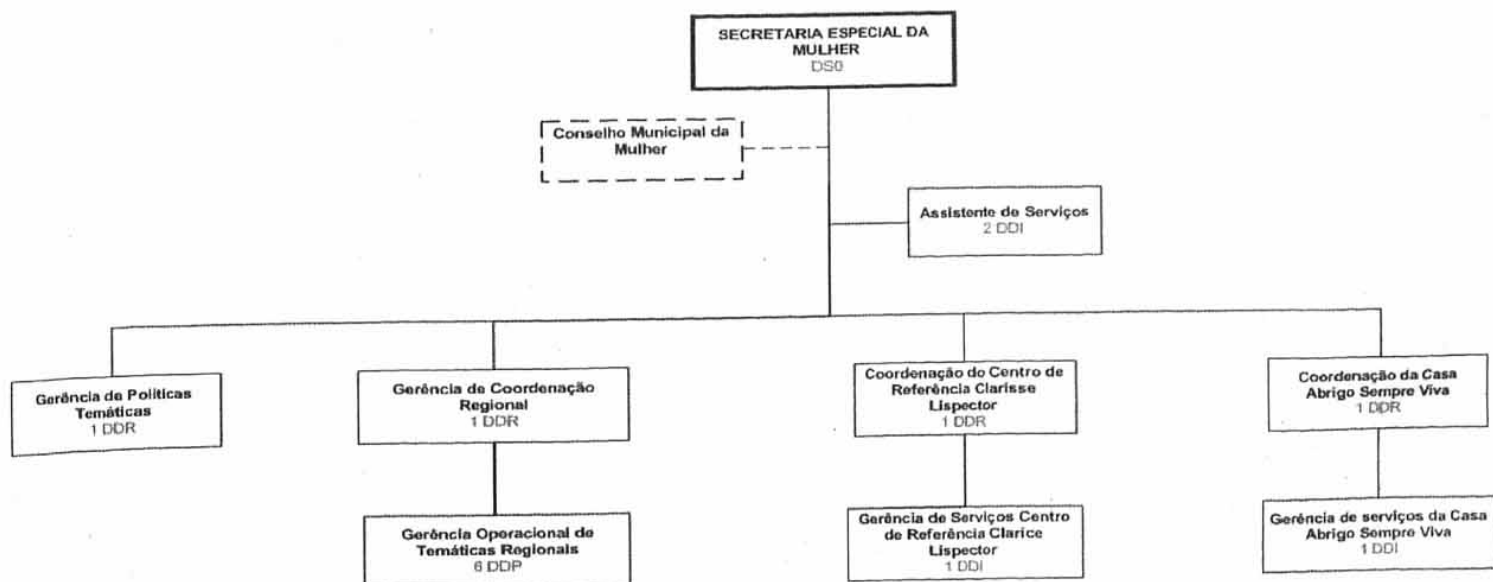 SECRETARIA ESPECIAL DA
MULHER
DS0
Conselho Municipal da
Mulher
Assistente de Serviços
2 DDI
Gerência de Políticas
Temáticas
1 DDR
Gerência de Coordenação
Regional
1 DDR
Coordenação do Centro de
Referência Clarisse
Lispector
1 DDR
Coordenação da Casa
Abrigo Sempre Viva
1 DDR
Gerência Operacional de
Temáticas Regionais
6 DDP
Gerência de Serviços Centro
de Referência Clarice
Lispector
1 DDI
Gerência de serviços da Casa
Abrigo Sempre Viva
1 DDI